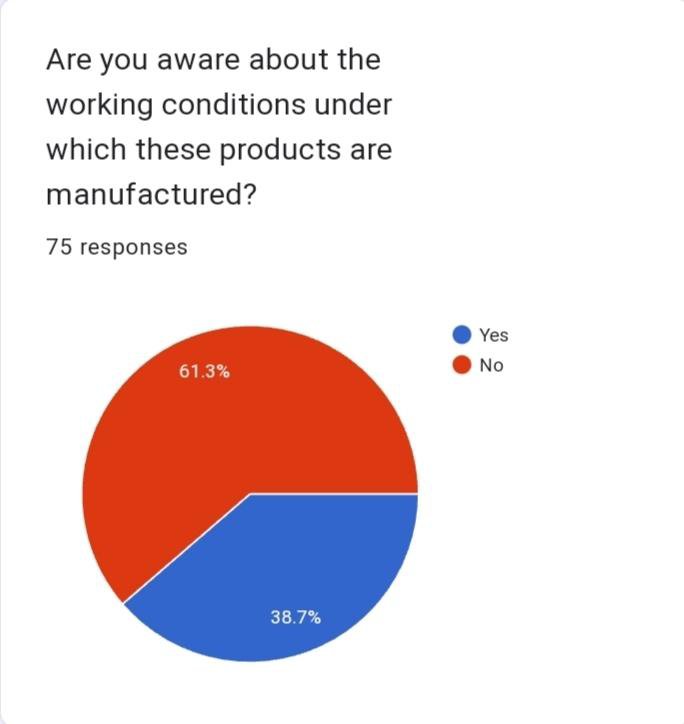 Are you aware about the
working conditions under
which these products are
manufactured?
75 responses
Yes
No
61.3%
38.7%